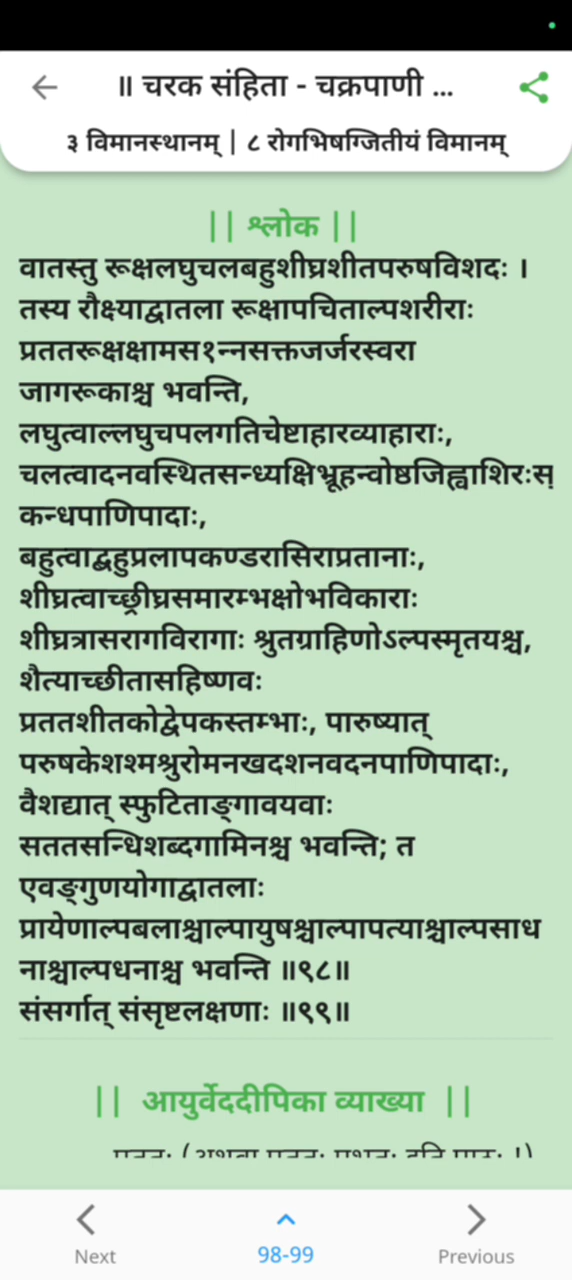 ॥ चरक संहिता - चक्रपाणी ...
३ विमानस्थानम् | ८ रोगभिषग्जितीयं विमानम्
|| श्लोक ||
वातस्तु रूक्षलघुचलबहुशीघ्रशीतपरुषविशदः ।
तस्य रौक्ष्याद्वातला रूक्षापचिताल्पशरीराः
प्रततरूक्षक्षामस१न्नसक्तजर्जरस्वरा
जागरूकाश्च भवन्ति,
लघुत्वाल्लघुचपलगतिचेष्टाहारव्याहाराः,
चलत्वादनवस्थितसन्ध्यक्षिभ्रूहन्वोष्ठजिह्वाशिरःस्
कन्धपाणिपादाः,
बहुत्वाद्बहुप्रलापकण्डरासिराप्रतानाः,
शीघ्रत्वाच्छ्रीघ्रसमारम्भक्षोभविकाराः
शीघ्रत्रासरागविरागाः श्रुतग्राहिणोऽल्पस्मृतयश्च,
शैत्याच्छीतासहिष्णवः
प्रततशीतकोद्वेपकस्तम्भाः, पारुष्यात्
परुषकेशश्मश्रुरोमनखदशनवदनपाणिपादाः,
वैशद्यात् स्फुटिताङ्गावयवाः
सततसन्धिशब्दगामिनश्च भवन्ति; त
एवङ्गुणयोगाद्वातलाः
प्रायेणाल्पबलाश्चाल्पायुषश्चाल्पापत्याश्चाल्पसाध
नाश्चाल्पधनाश्च भवन्ति ॥९८॥
संसर्गात् संसृष्टलक्षणाः ॥९९॥
|| आयुर्वेददीपिका व्याख्या ||
Next
98-99
Previous